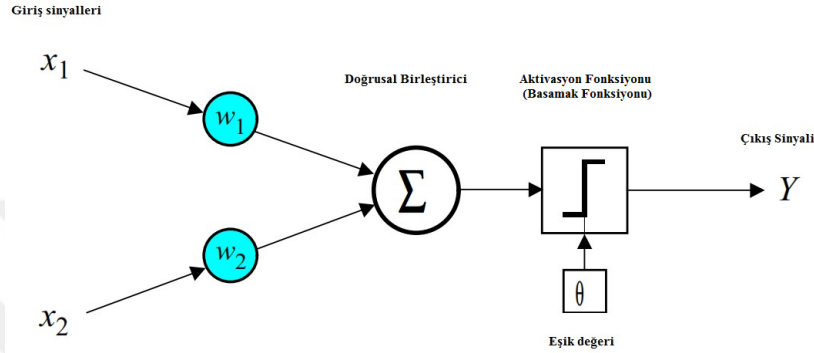 Giriş sinyalleri
x1
w1
Doğrusal Birleştirici
Aktivasyon Fonksiyonu
(Basamak Fonksiyonu)
Çıkış Sinyali
Σ
Y
w2
θ
x2
Eşik değeri